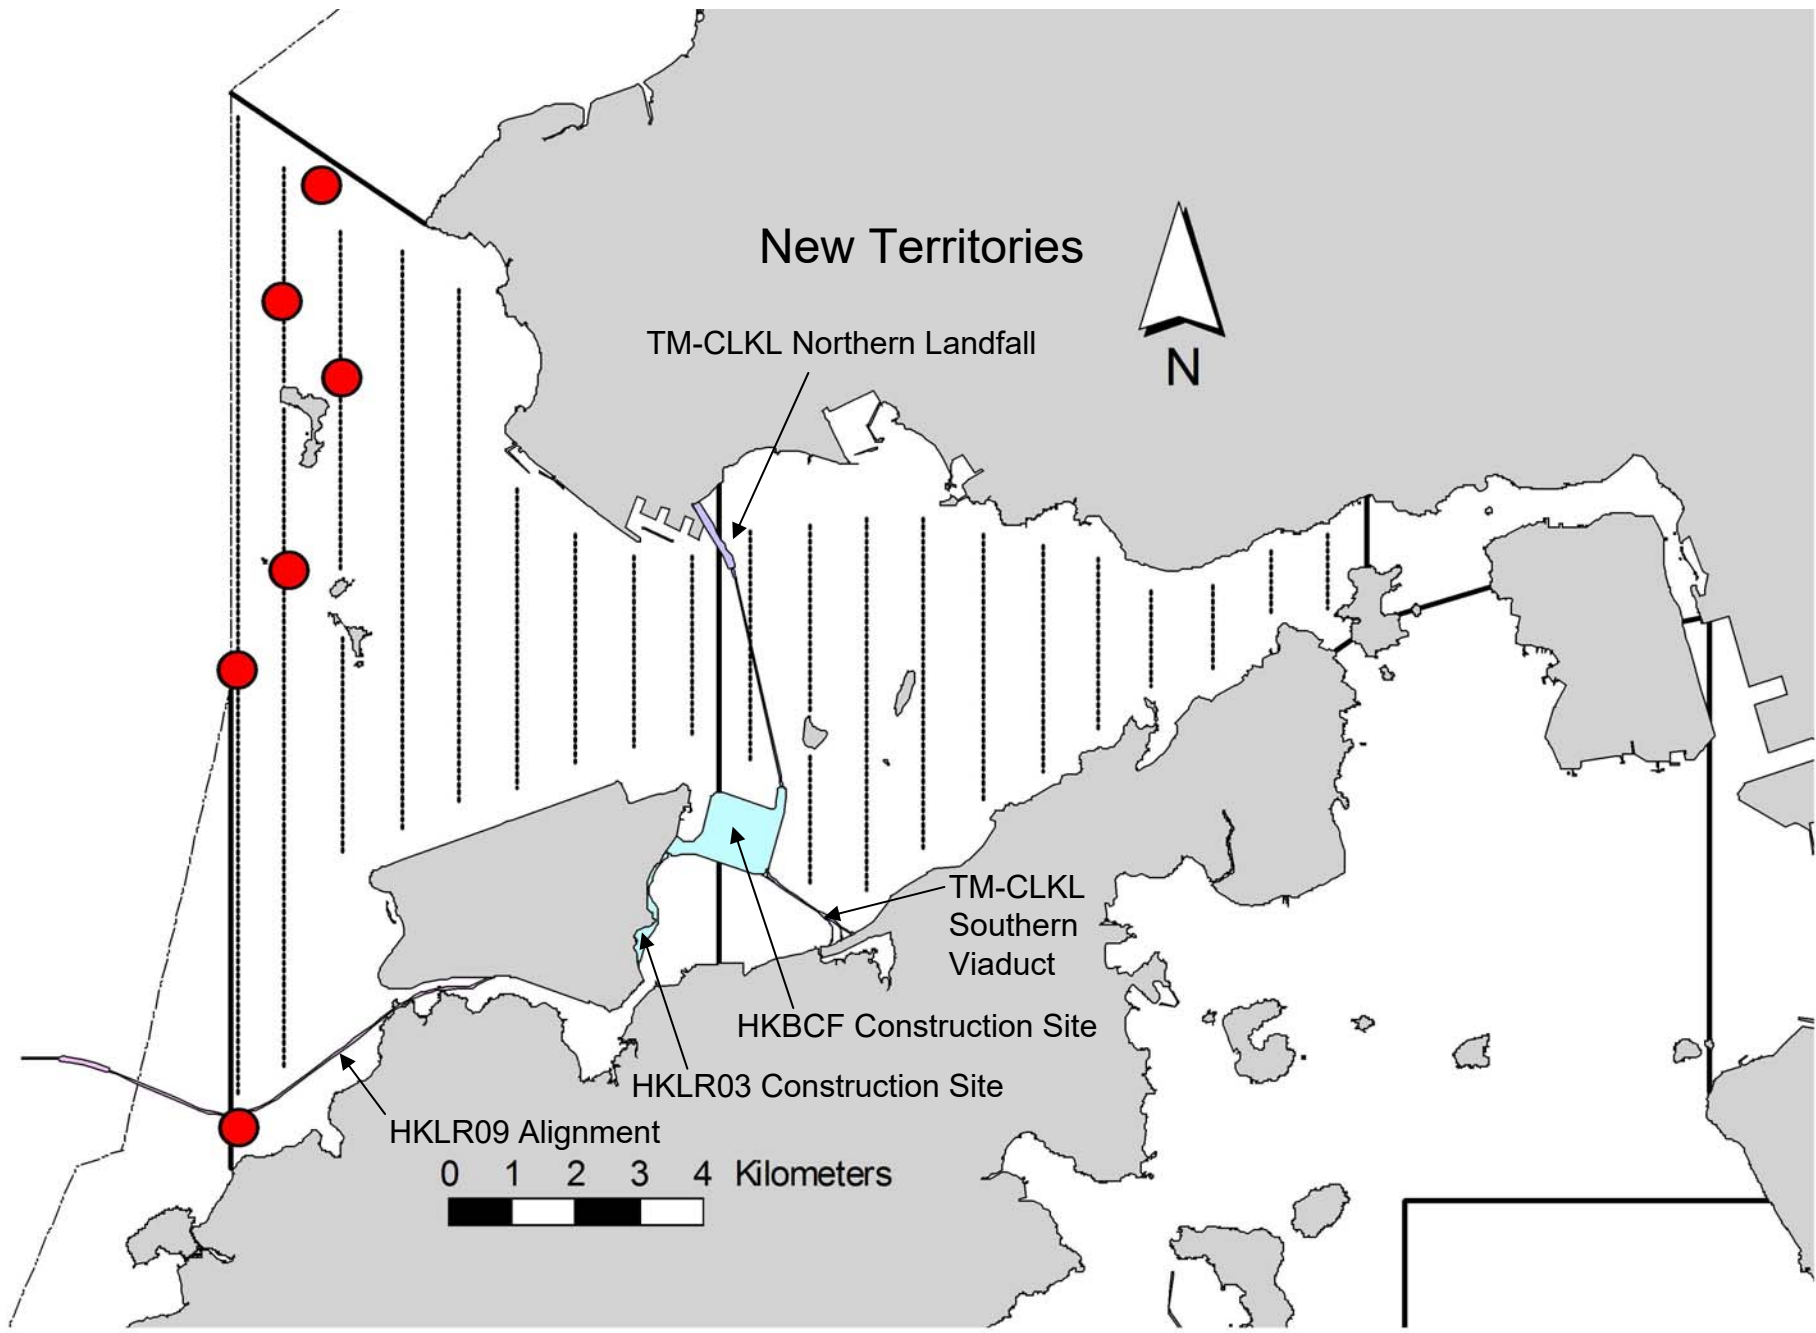 New Territories
TM-CLKL Northern Landfall
N
TM-CLKL
Southern
Viaduct
HKBCF Construction Site
HKLR03 Construction Site
HKLR09 Alignment
0 1 2 3 4 Kilometers